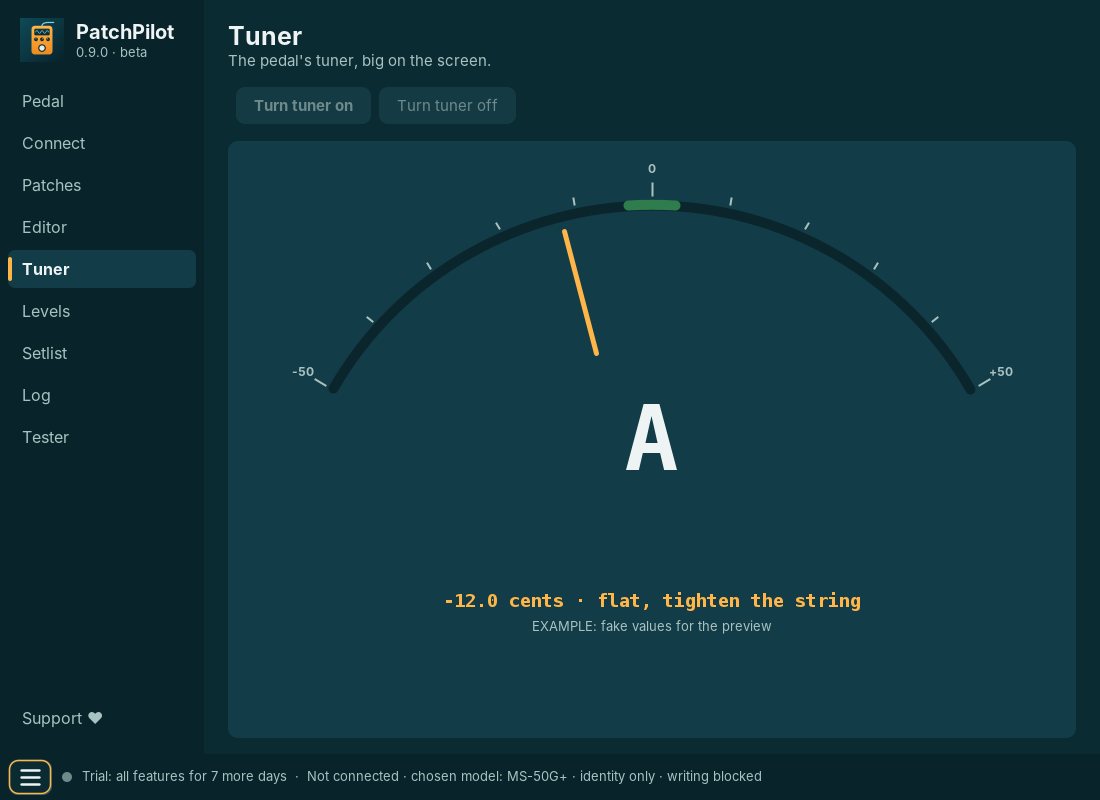 PatchPilot
0.9.0 · beta
Pedal
Connect
Patches
Editor
Tuner
Levels
Setlist
Log
Tester
Support ♥
Tuner
The pedal's tuner, big on the screen.
Turn tuner on
Turn tuner off
0
-50
+50
A
-12.0 cents · flat, tighten the string
EXAMPLE: fake values for the preview
Trial: all features for 7 more days · Not connected · chosen model: MS-50G+ · identity only · writing blocked